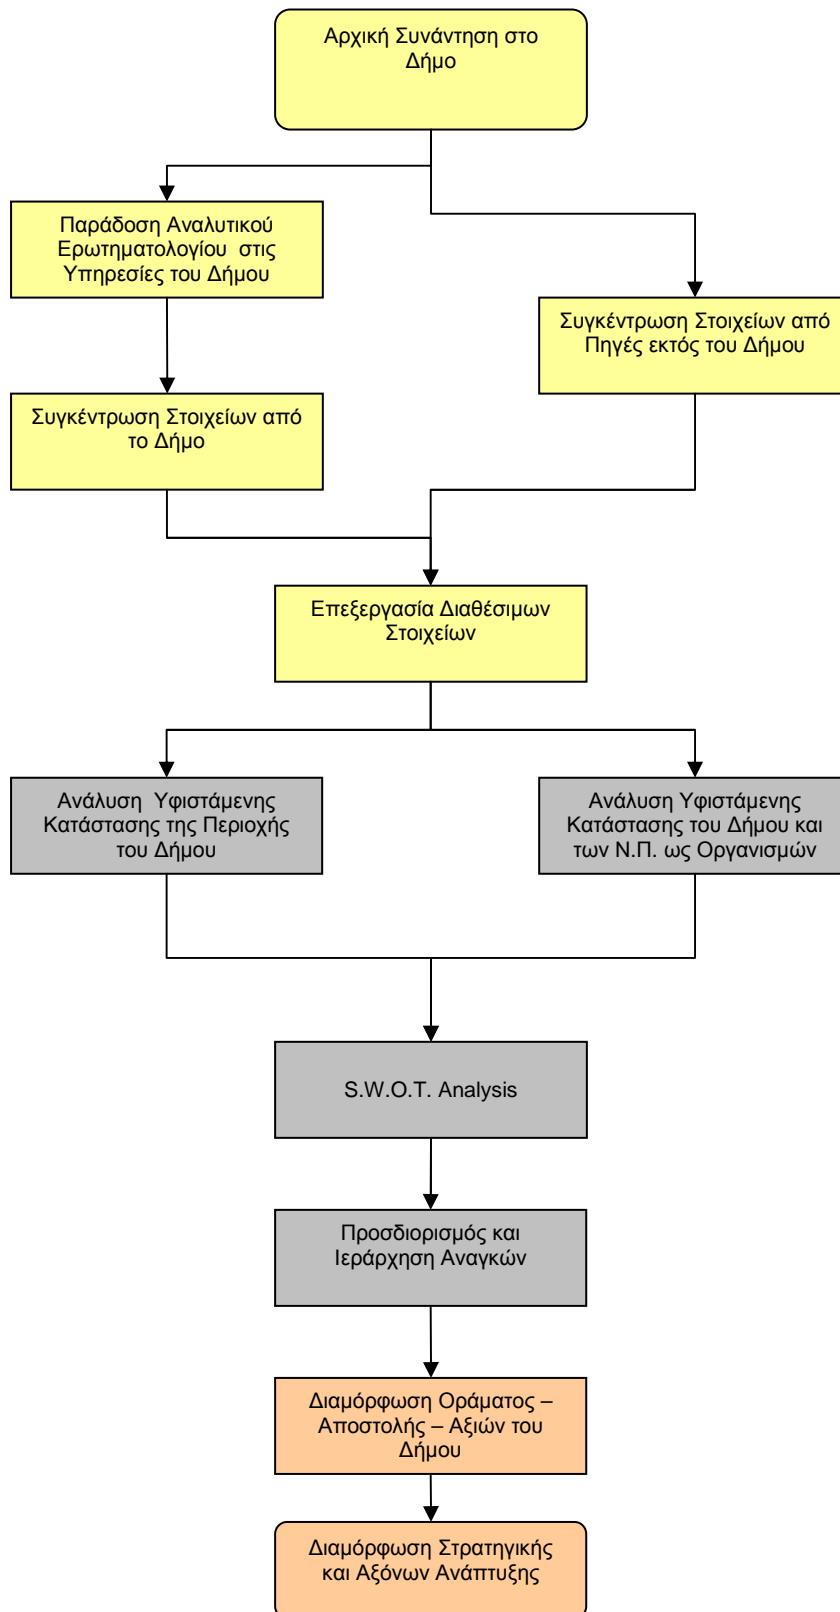 Αρχική Συνάντηση στο
Δήμο
Παράδοση Αναλυτικού
Ερωτηματολογίου στις
Υπηρεσίες του Δήμου
Συγκέντρωση Στοιχείων από
Πηγές εκτός του Δήμου
Συγκέντρωση Στοιχείων από
το Δήμο
Επεξεργασία Διαθέσιμων
Στοιχείων
Ανάλυση Υφιστάμενης
Κατάστασης της Περιοχής
του Δήμου
Ανάλυση Υφιστάμενης
Κατάστασης του Δήμου και
των Ν.Π. ως Οργανισμών
S.W.O.T. Analysis
Προσδιορισμός και
Ιεράρχηση Αναγκών
Διαμόρφωση Οράματος –
Αποστολής – Αξιών του
Δήμου
Διαμόρφωση Στρατηγικής
και Αξόνων Ανάπτυξης